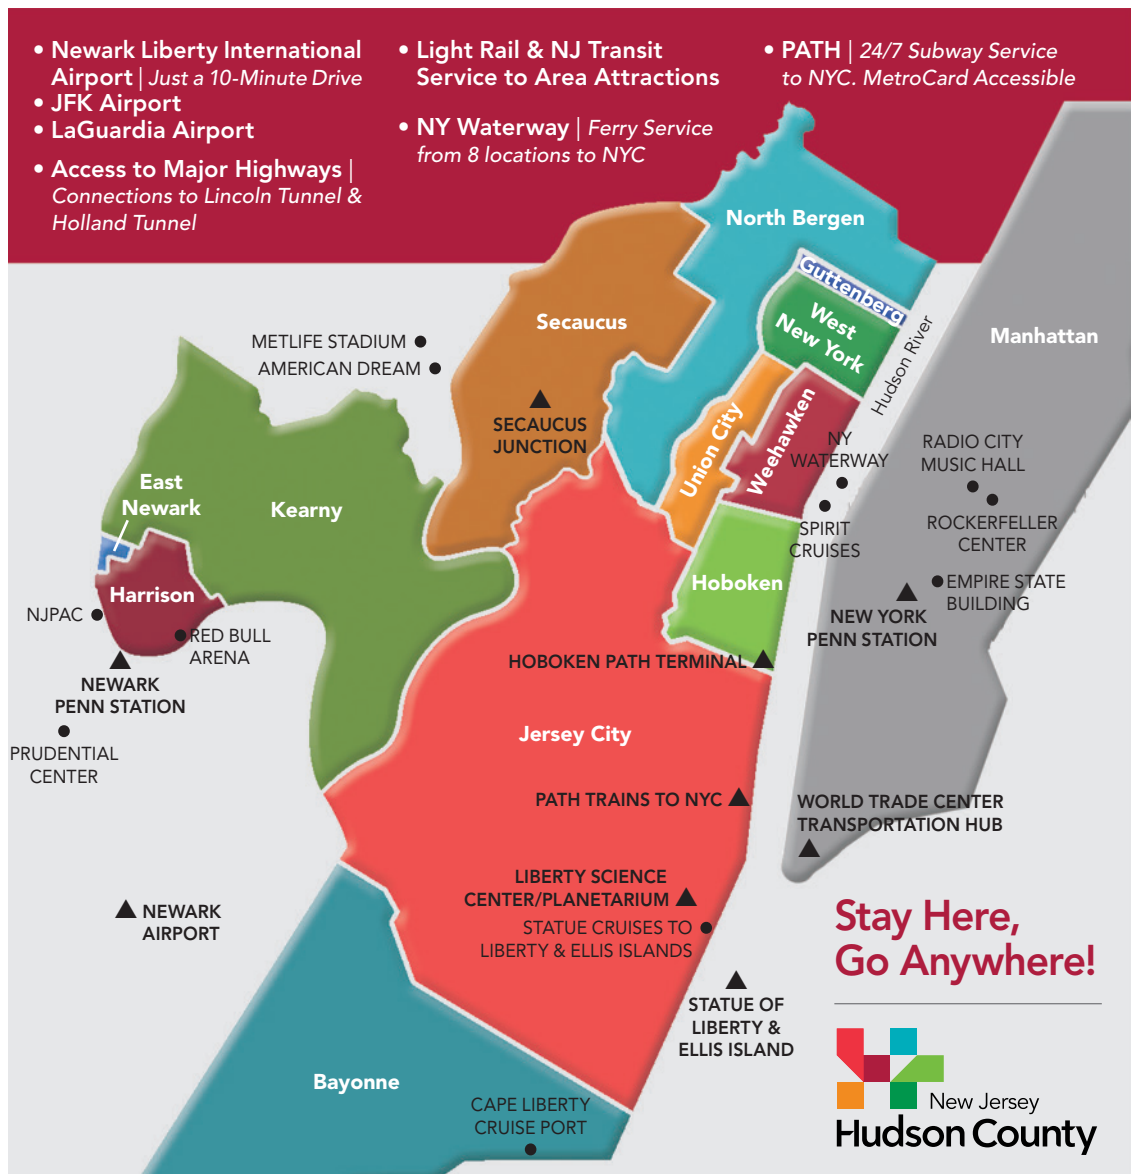 • Newark Liberty International
Airport | Just a 10-Minute Drive
• JFK Airport
• LaGuardia Airport
• Access to Major Highways |
Connections to Lincoln Tunnel &
Holland Tunnel
• Light Rail & NJ Transit
Service to Area Attractions
• NY Waterway | Ferry Service
from 8 locations to NYC
• PATH | 24/7 Subway Service
to NYC. MetroCard Accessible
North Bergen
Guttenberg
West
New York
Secaucus
Manhattan
Hudson River
METLIFE STADIUM
AMERICAN DREAM
SECAUCUS
JUNCTION
Union City
Weehawken
NY
WATERWAY
RADIO CITY
MUSIC HALL
East
Newark
Kearny
SPIRIT
CRUISES
ROCKERFELLER
CENTER
Harrison
Hoboken
EMPIRE STATE
BUILDING
NJPAC
RED BULL
ARENA
NEW YORK
PENN STATION
HOBOKEN PATH TERMINAL
NEWARK
PENN STATION
PRUDENTIAL
CENTER
Jersey City
PATH TRAINS TO NYC
WORLD TRADE CENTER
TRANSPORTATION HUB
LIBERTY SCIENCE
CENTER/PLANETARIUM
NEWARK
AIRPORT
STATUE CRUISES TO
LIBERTY & ELLIS ISLANDS
Stay Here,
Go Anywhere!
STATUE OF
LIBERTY &
ELLIS ISLAND
Bayonne
CAPE LIBERTY
CRUISE PORT
New Jersey
Hudson County